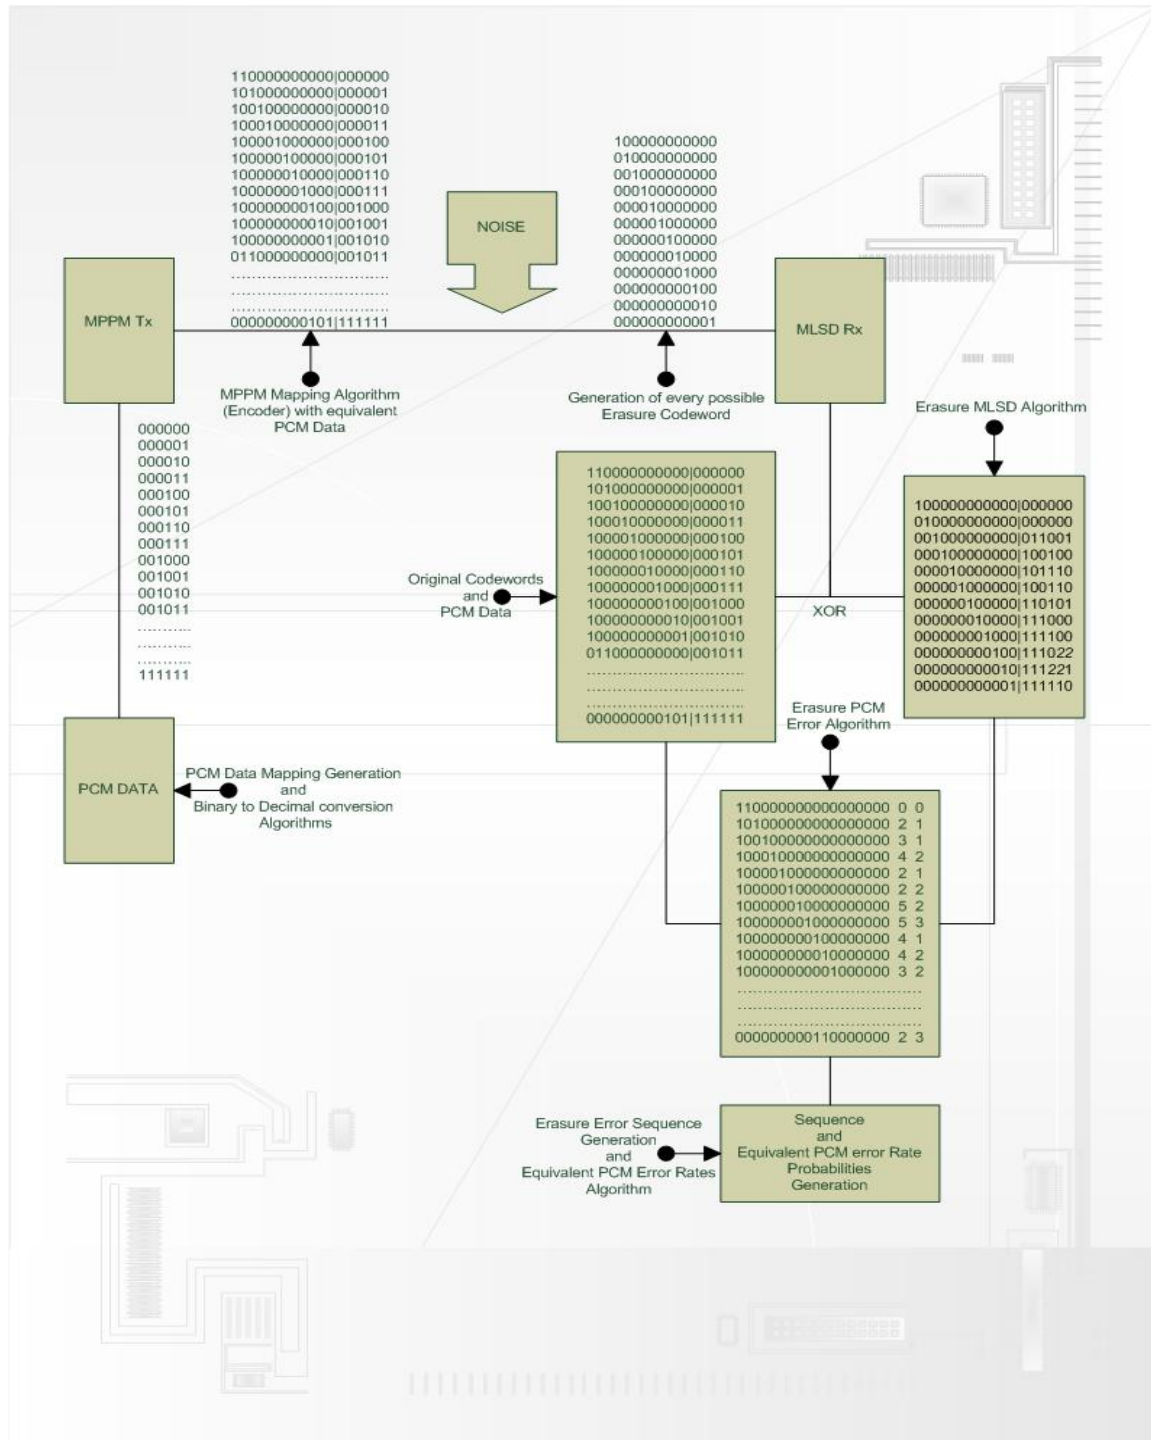 110000000000|000000
101000000000|000001
100100000000|000010
100010000000|000011
100001000000|000100
100000100000|000101
100000010000|000110
100000001000|000111
100000000100|001000
100000000010|001001
100000000001|001010
011000000000|001011
.............................
.............................
000000000101|111111
NOISE
100000000000
010000000000
001000000000
000100000000
000010000000
000001000000
000000100000
000000010000
000000001000
000000000100
000000000010
000000000001
MPPM Tx
MLSD Rx
MPPM Mapping Algorithm
(Encoder) with equivalent
PCM Data
Generation of every possible
Erasure Codeword
Erasure MLSD Algorithm
000000
000001
000010
000011
000100
000101
000110
000111
001000
001001
001010
001011
............
............
............
111111
110000000000|000000
101000000000|000001
100100000000|000010
100010000000|000011
100001000000|000100
100000100000|000101
100000010000|000110
100000001000|000111
100000000100|001000
100000000010|001001
100000000001|001010
011000000000|001011
.............................
.............................
.............................
000000000101|111111
Original Codewords
and
PCM Data
XOR
100000000000|000000
010000000000|000000
001000000000|011001
000100000000|100100
000010000000|101110
000001000000|100110
000000100000|110101
000000010000|111000
000000001000|111100
000000000100|111022
000000000010|111221
000000000001|111110
Erasure PCM
Error Algorithm
PCM DATA
PCM Data Mapping Generation
and
Binary to Decimal conversion
Algorithms
110000000000000000 0 0
101000000000000000 2 1
100100000000000000 3 1
100010000000000000 4 2
100001000000000000 2 1
100000100000000000 2 2
100000010000000000 5 2
100000001000000000 5 3
100000000100000000 4 1
100000000010000000 4 2
100000000001000000 3 2
..................................
..................................
..................................
000000000110000000 2 3
Erasure Error Sequence
Generation
and
Equivalent PCM Error Rates
Algorithm
Sequence
and
Equivalent PCM error Rate
Probabilities
Generation